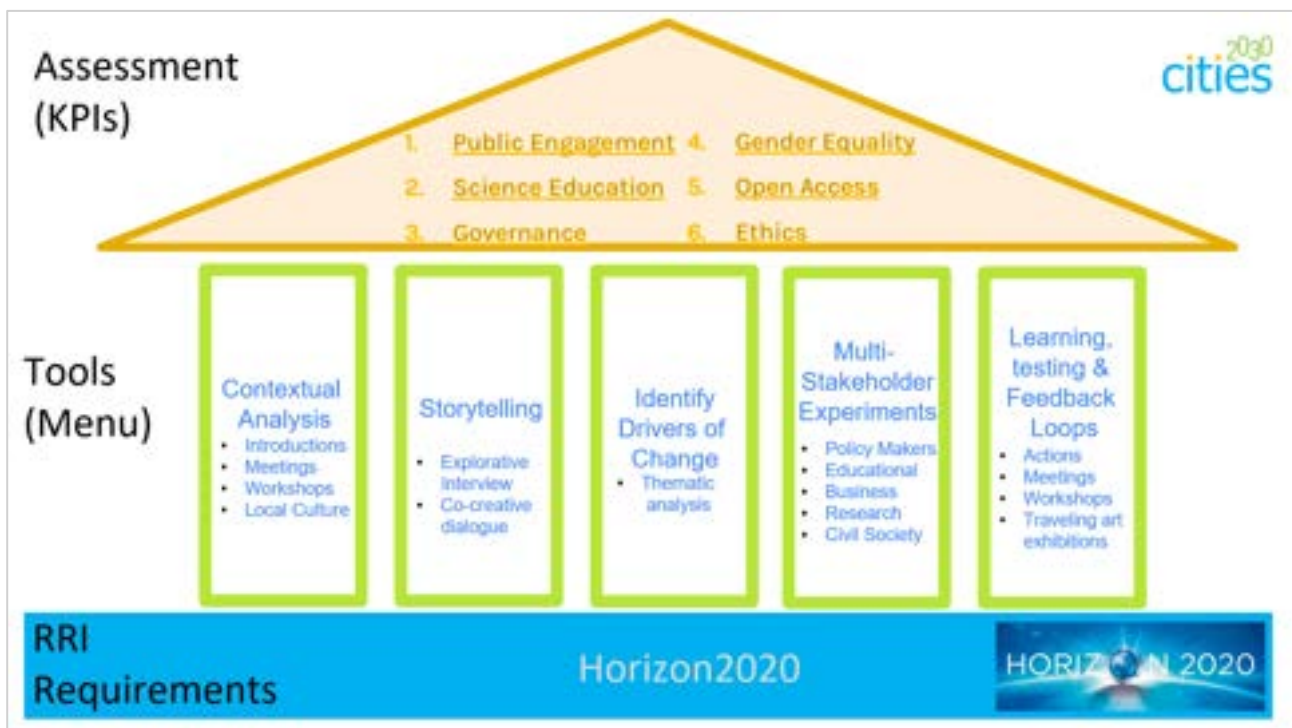 Assessment
(KPIs)
2030
cities
1. Public Engagement
2. Science Education
3. Governance
4. Gender Equality
5. Open Access
6. Ethics
Tools
(Menu)
Contextual
Analysis
• Introductions
• Meetings
• Workshops
• Local Culture
Storytelling
• Explorative
Interview
• Co-creative
dialogue
Identify
Drivers of
Change
• Thematic
analysis
Multi-
Stakeholder
Experiments
• Policy Makers
• Educational
• Business
• Research
• Civil Society
Learning,
testing &
Feedback
Loops
• Actions
• Meetings
• Workshops
• Traveling art
exhibitions
RRI
Requirements
Horizon2020
HORIZON 2020